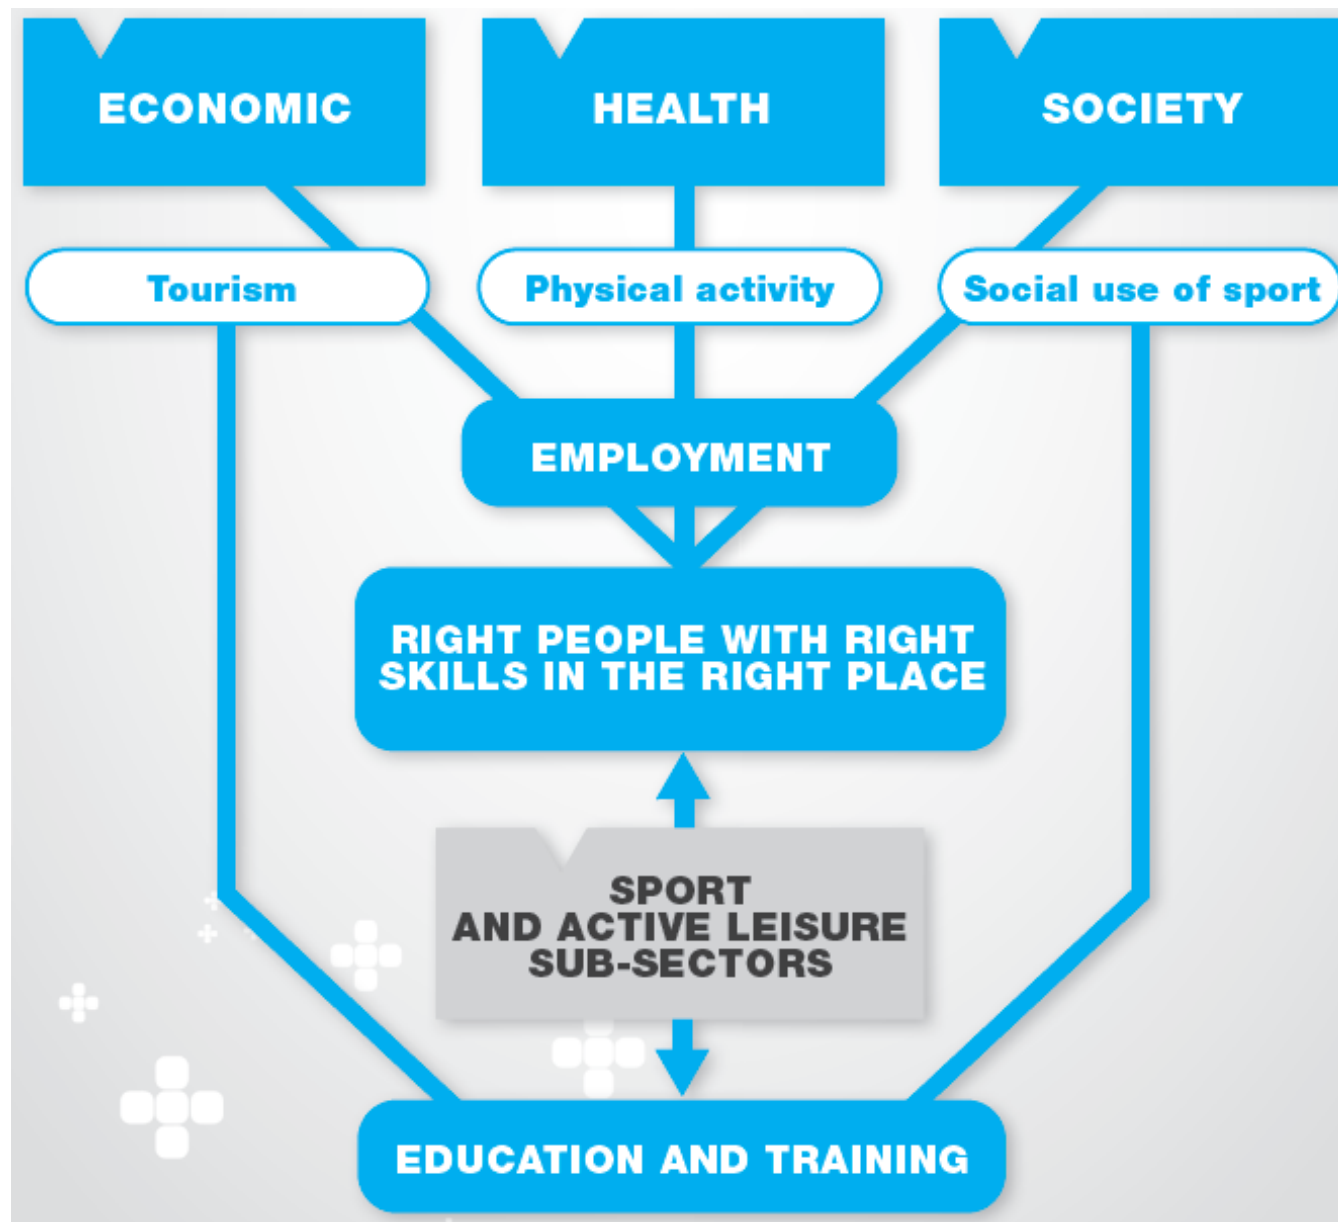 ECONOMIC
HEALTH
SOCIETY
Tourism
Physical activity
Social use of sport
EMPLOYMENT
RIGHT PEOPLE WITH RIGHT
SKILLS IN THE RIGHT PLACE
SPORT
AND ACTIVE LEISURE
SUB-SECTORS
EDUCATION AND TRAINING